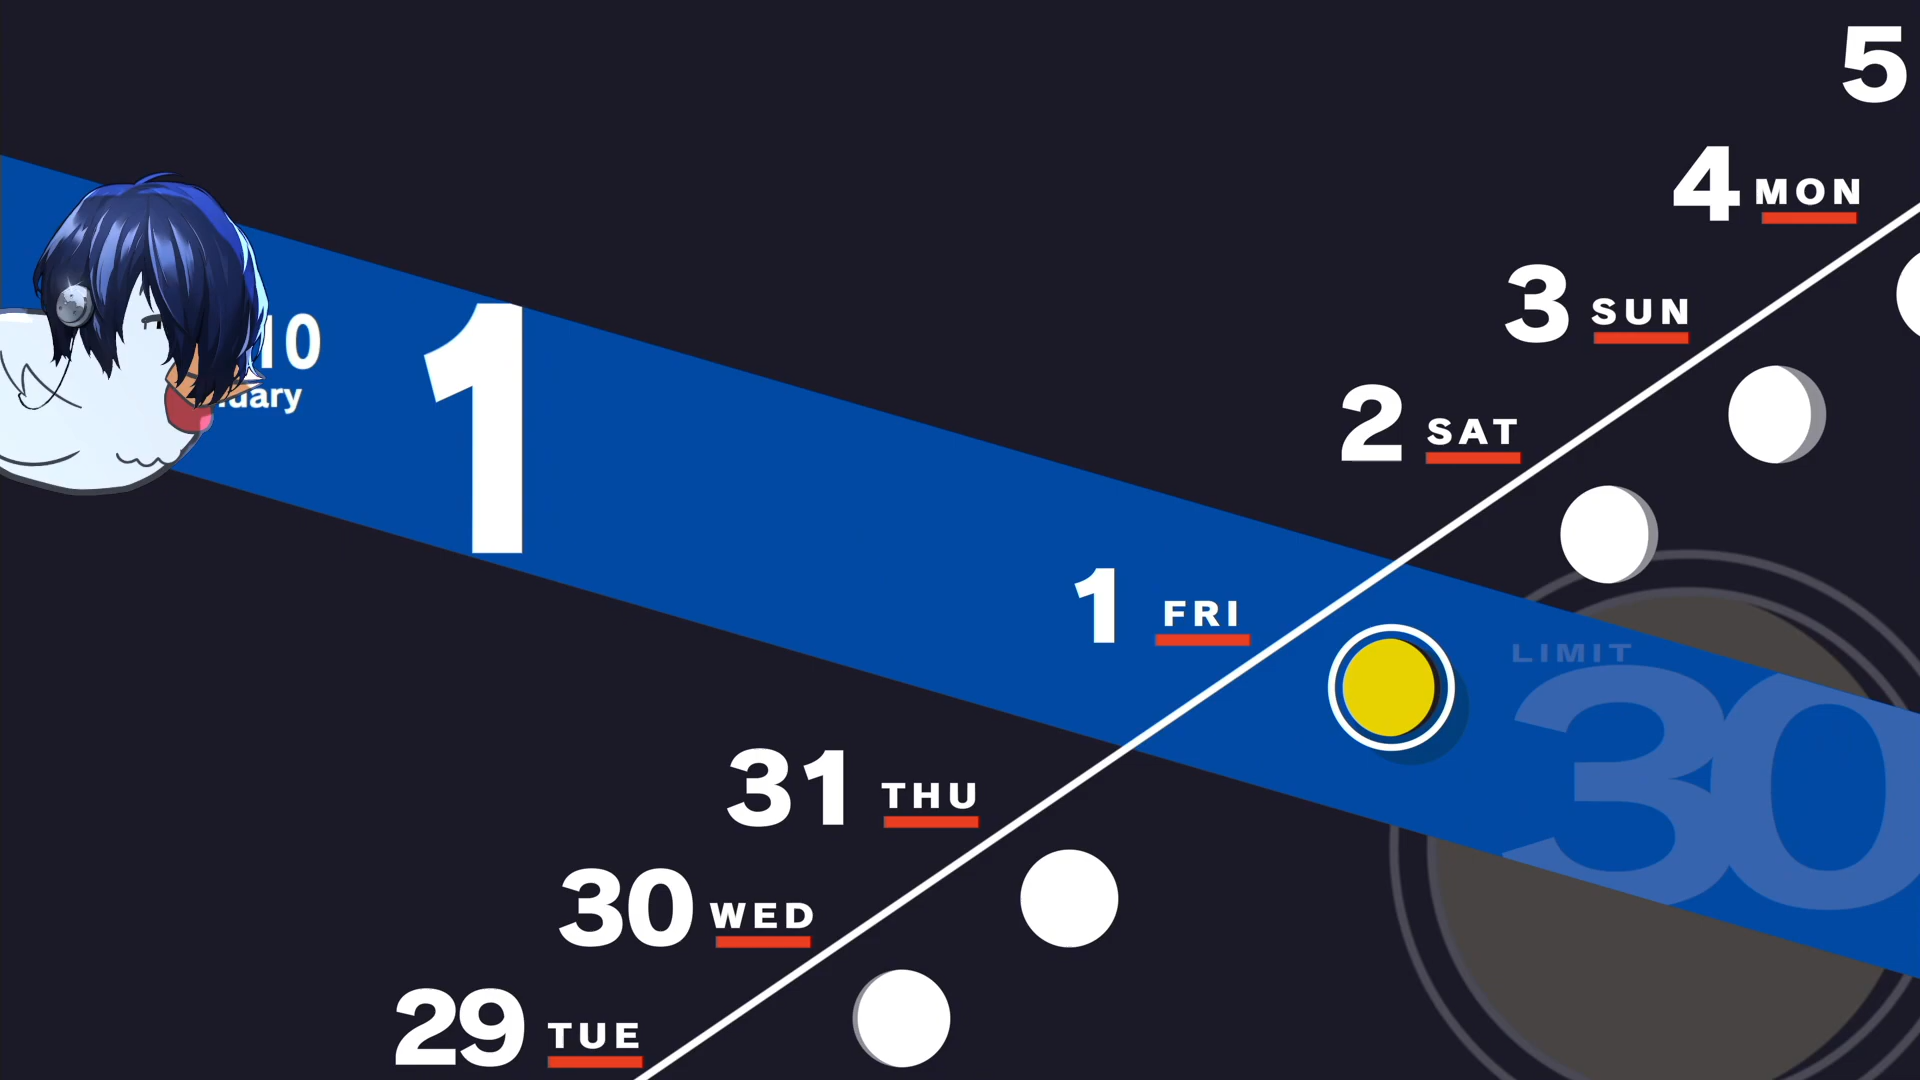 5
4 MON
3 SUN
2 SAT
10
1
1 FRI
LIMIT
30
31 THU
30 WED
29 TUE